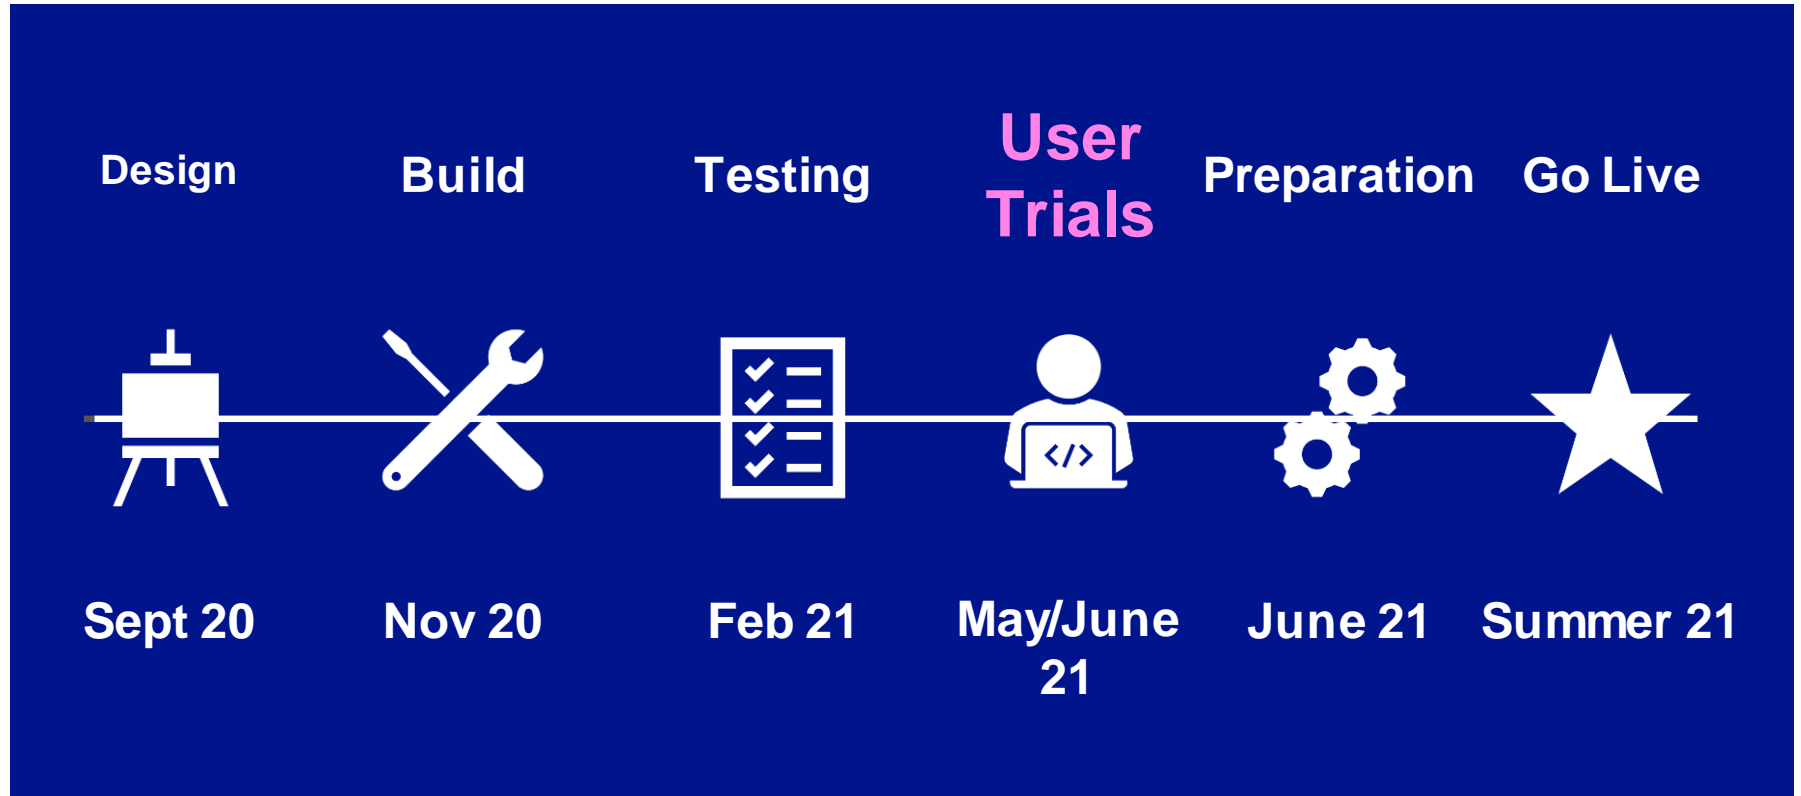 Design
Build
Testing
User
Trials
Preparation
Go Live
</>
Sept 20
Nov 20
Feb 21
May/June
21
June 21
Summer 21